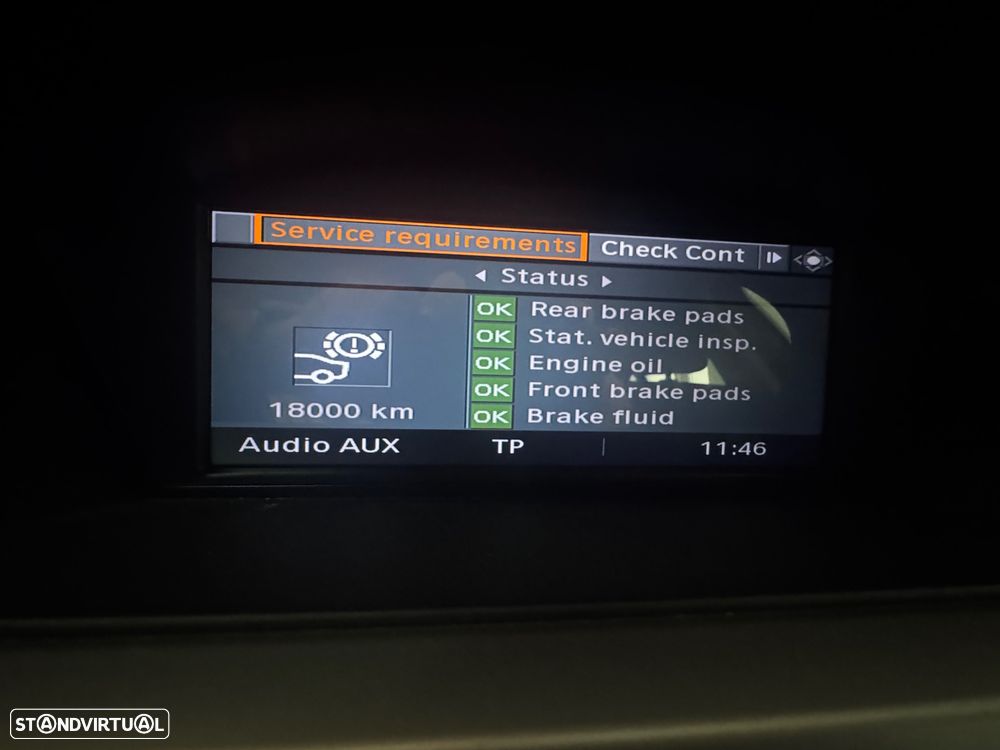 Service requirements Check Cont
Status
OK Rear brake pads
OK Stat. vehicle insp.
OK Engine oil
OK Front brake pads
OK Brake fluid
18000 km
Audio AUX TP 11:46
STANDVIRTUAL